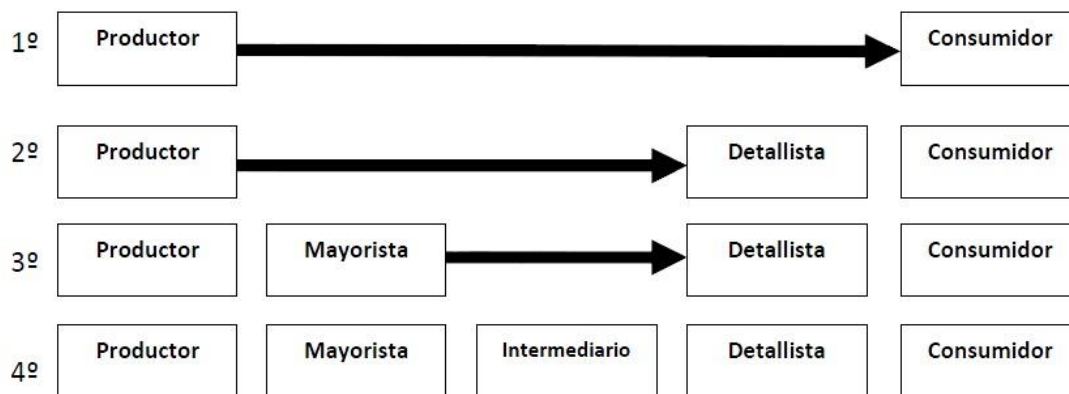 1º Productor Consumidor
2º Productor Detallista Consumidor
3º Productor Mayorista Detallista Consumidor
4º Productor Mayorista Intermediario Detallista Consumidor